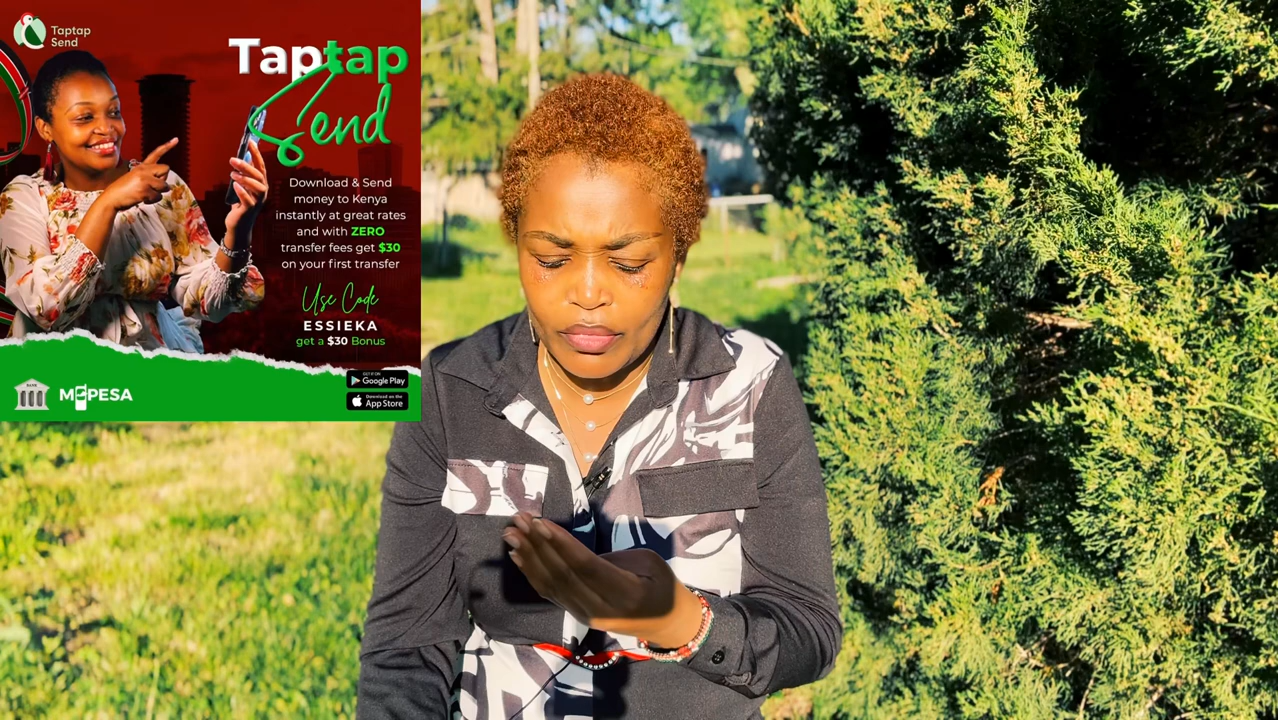 Taptap
Send
Taptap
Send
Download & Send
money to Kenya
instantly at great rates
and with ZERO
transfer fees get $30
on your first transfer
Use Code
ESSIEKA
get a $30 Bonus
BANK
M-PESA
GET IT ON
Google Play
Download on the
App Store